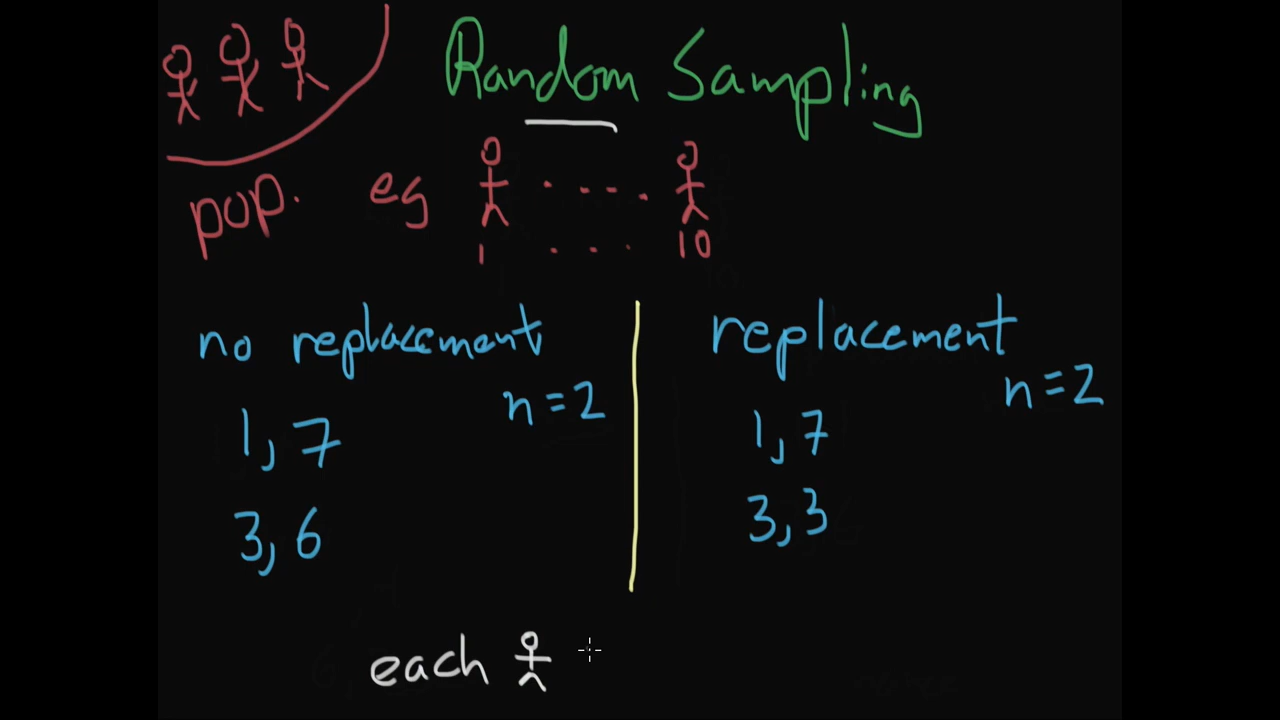 Random Sampling
pop. eg
1 . . . 10
no replacement
n=2
1, 7
3, 6
replacement
n=2
1, 7
3, 3
each